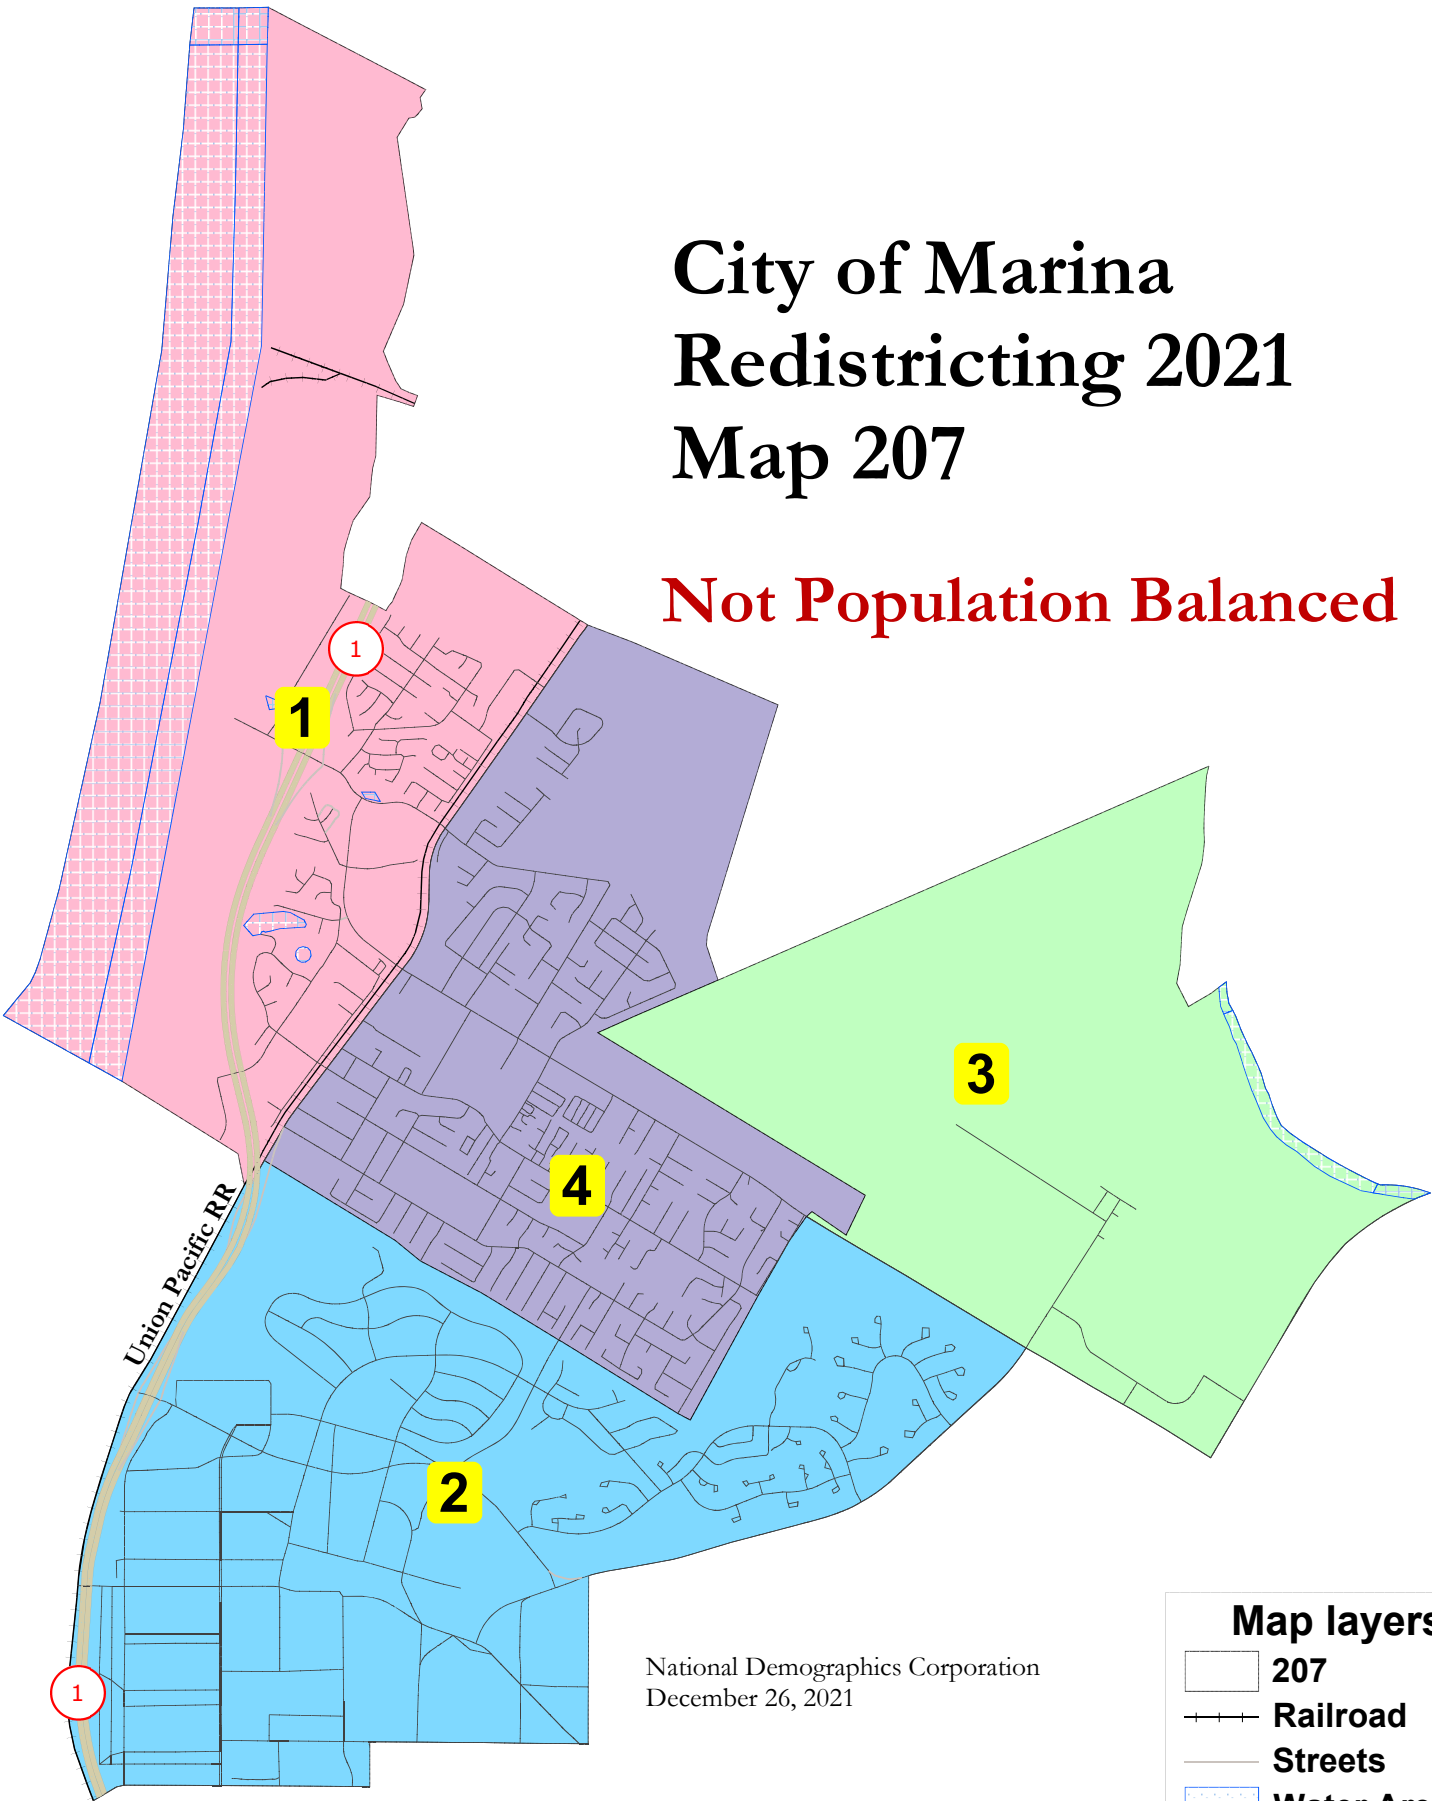 City of Marina
Redistricting 2021
Map 207
Not Population Balanced
1
1
3
4
Union Pacific RR
2
1
National Demographics Corporation
December 26, 2021
Map layers
207
Railroad
Streets
Water